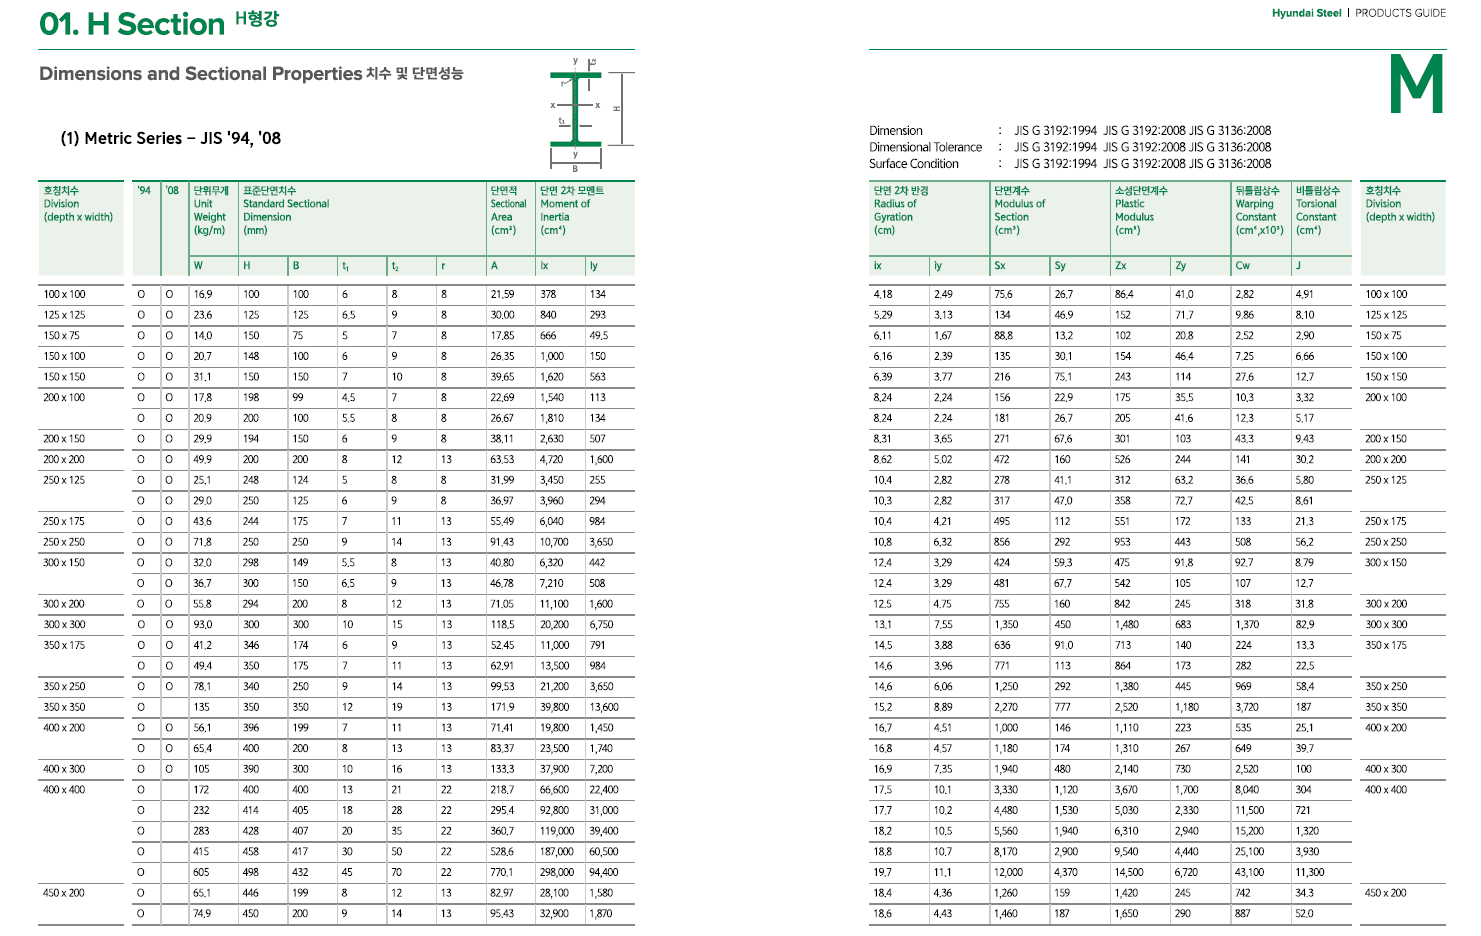 01. H Section H형강
Hyundai Steel | PRODUCTS GUIDE
Dimensions and Sectional Properties 치수 및 단면성능
M
(1) Metric Series – JIS '94, '08
y t2
r
x x
t1
H
y
B
Dimension : JIS G 3192:1994 JIS G 3192:2008 JIS G 3136:2008
Dimensional Tolerance : JIS G 3192:1994 JIS G 3192:2008 JIS G 3136:2008
Surface Condition : JIS G 3192:1994 JIS G 3192:2008 JIS G 3136:2008
호칭치수 '94 '08 단위무게 표준단면치수 단면적 단면 2차 모멘트 단면 2차 반경 단면계수 소성단면계수 뒤틀림상수 비틀림상수 호칭치수
Division Unit Standard Sectional Sectional Moment of Radius of Modulus of Plastic Warping Torsional Division
(depth x width) Weight Dimension Area Inertia Gyration Section Modulus Constant Constant (depth x width)
(kg/m) (mm) (cm²) (cm⁴) (cm) (cm³) (cm³) (cm⁶,x10³) (cm⁴)
W H B t₁ t₂ r A Ix Iy ix iy Sx Sy Zx Zy Cw J
100 x 100 O O 16,9 100 100 6 8 8 21,59 378 134 4,18 2,49 75,6 26,7 86,4 41,0 2,82 4,91 100 x 100
125 x 125 O O 23,6 125 125 6,5 9 8 30,00 840 293 5,29 3,13 134 46,9 152 71,7 9,86 8,10 125 x 125
150 x 75 O O 14,0 150 75 5 7 8 17,85 666 49,5 6,11 1,67 88,8 13,2 102 20,8 2,52 2,90 150 x 75
150 x 100 O O 20,7 148 100 6 9 8 26,35 1,000 150 6,16 2,39 135 30,1 154 46,4 7,25 6,66 150 x 100
150 x 150 O O 31,1 150 150 7 10 8 39,65 1,620 563 6,39 3,77 216 75,1 243 114 27,6 12,7 150 x 150
200 x 100 O O 17,8 198 99 4,5 7 8 22,69 1,540 113 8,24 2,24 156 22,9 175 35,5 10,3 3,32 200 x 100
O O 20,9 200 100 5,5 8 8 26,67 1,810 134 8,24 2,24 181 26,7 205 41,6 12,3 5,17
200 x 150 O O 29,9 194 150 6 9 8 38,11 2,630 507 8,31 3,65 271 67,6 301 103 43,3 9,43 200 x 150
200 x 200 O O 49,9 200 200 8 12 13 63,53 4,720 1,600 8,62 5,02 472 160 526 244 141 30,2 200 x 200
250 x 125 O O 25,1 248 124 5 8 8 31,99 3,450 255 10,4 2,82 278 41,1 312 63,2 36,6 5,80 250 x 125
O O 29,0 250 125 6 9 8 36,97 3,960 294 10,3 2,82 317 47,0 358 72,7 42,5 8,61
250 x 175 O O 43,6 244 175 7 11 13 55,49 6,040 984 10,4 4,21 495 112 551 172 133 21,3 250 x 175
250 x 250 O O 71,8 250 250 9 14 13 91,43 10,700 3,650 10,8 6,32 856 292 953 443 508 56,2 250 x 250
300 x 150 O O 32,0 298 149 5,5 8 13 40,80 6,320 442 12,4 3,29 424 59,3 475 91,8 92,7 8,79 300 x 150
O O 36,7 300 150 6,5 9 13 46,78 7,210 508 12,4 3,29 481 67,7 542 105 107 12,7
300 x 200 O O 55,8 294 200 8 12 13 71,05 11,100 1,600 12,5 4,75 755 160 842 245 318 31,8 300 x 200
300 x 300 O O 93,0 300 300 10 15 13 118,5 20,200 6,750 13,1 7,55 1,350 450 1,480 683 1,370 82,9 300 x 300
350 x 175 O O 41,2 346 174 6 9 13 52,45 11,000 791 14,5 3,88 636 91,0 713 140 224 13,3 350 x 175
O O 49,4 350 175 7 11 13 62,91 13,500 984 14,6 3,96 771 113 864 173 282 22,5
350 x 250 O O 78,1 340 250 9 14 13 99,53 21,200 3,650 14,6 6,06 1,250 292 1,380 445 969 58,4 350 x 250
350 x 350 O 135 350 350 12 19 13 171,9 39,800 13,600 15,2 8,89 2,270 777 2,520 1,180 3,720 187 350 x 350
400 x 200 O O 56,1 396 199 7 11 13 71,41 19,800 1,450 16,7 4,51 1,000 146 1,110 223 535 25,1 400 x 200
O O 65,4 400 200 8 13 13 83,37 23,500 1,740 16,8 4,57 1,180 174 1,310 267 649 39,7
400 x 300 O O 105 390 300 10 16 13 133,3 37,900 7,200 16,9 7,35 1,940 480 2,140 730 2,520 100 400 x 300
400 x 400 O 172 400 400 13 21 22 218,7 66,600 22,400 17,5 10,1 3,330 1,120 3,670 1,700 8,040 304 400 x 400
O 232 414 405 18 28 22 295,4 92,800 31,000 17,7 10,2 4,480 1,530 5,030 2,330 11,500 721
O 283 428 407 20 35 22 360,7 119,000 39,400 18,2 10,5 5,560 1,940 6,310 2,940 15,200 1,320
O 415 458 417 30 50 22 528,6 187,000 60,500 18,8 10,7 8,170 2,900 9,540 4,440 25,100 3,930
O 605 498 432 45 70 22 770,1 298,000 94,400 19,7 11,1 12,000 4,370 14,500 6,720 43,100 11,300
450 x 200 O 65,1 446 199 8 12 13 82,97 28,100 1,580 18,4 4,36 1,260 159 1,420 245 742 34,3 450 x 200
O 74,9 450 200 9 14 13 95,43 32,900 1,870 18,6 4,43 1,460 187 1,650 290 887 52,0